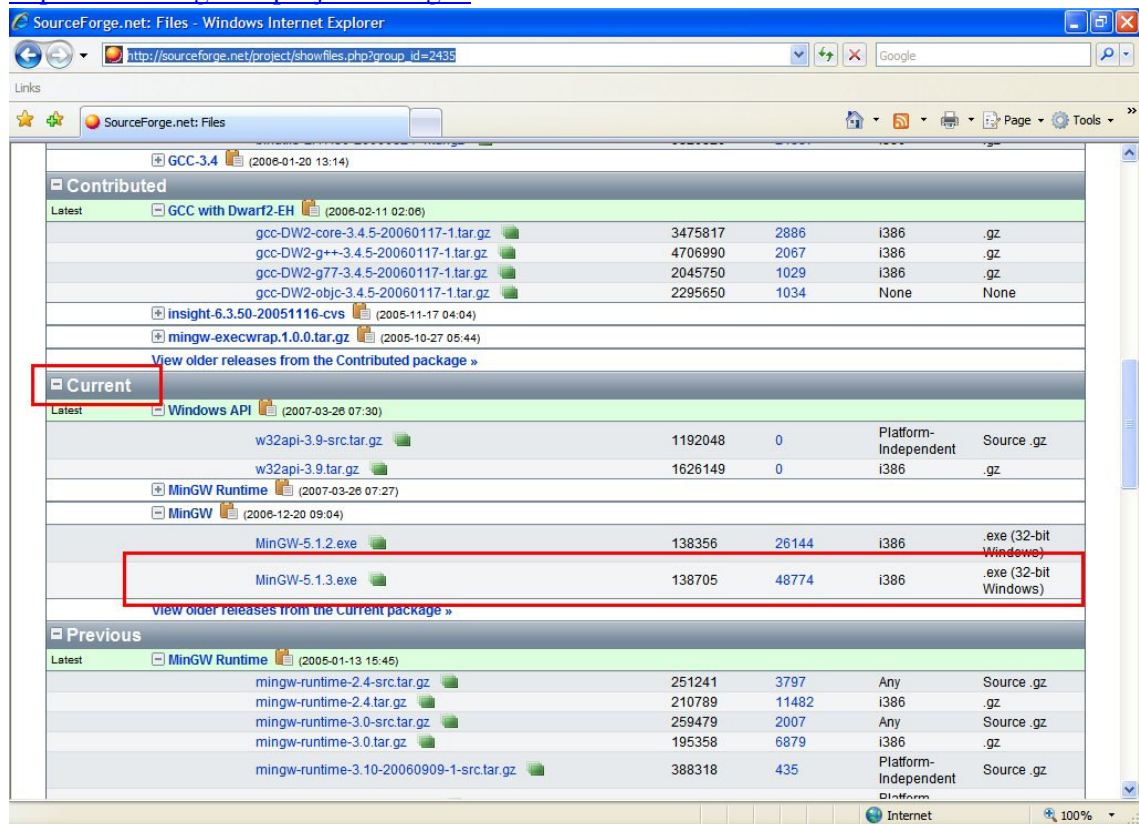 SourceForge.net: Files - Windows Internet Explorer
http://sourceforge.net/project/showfiles.php?group_id=2435
Google
Links
SourceForge.net: Files
Page
Tools
GCC-3.4 (2006-01-20 13:14)
Contributed
Latest GCC with Dwarf2-EH (2006-02-11 02:06)
gcc-DW2-core-3.4.5-20060117-1.tar.gz 3475817 2886 i386 .gz
gcc-DW2-g++-3.4.5-20060117-1.tar.gz 4706990 2067 i386 .gz
gcc-DW2-g77-3.4.5-20060117-1.tar.gz 2045750 1029 i386 .gz
gcc-DW2-objc-3.4.5-20060117-1.tar.gz 2295650 1034 None None
insight-6.3.50-20051116-cvs (2005-11-17 04:04)
mingw-execwrap.1.0.0.tar.gz (2005-10-27 05:44)
View older releases from the Contributed package »
Current
Latest Windows API (2007-03-26 07:30)
w32api-3.9-src.tar.gz 1192048 0 Platform-Independent Source .gz
w32api-3.9.tar.gz 1626149 0 i386 .gz
MinGW Runtime (2007-03-26 07:27)
MinGW (2006-12-20 09:04)
MinGW-5.1.2.exe 138356 26144 i386 .exe (32-bit Windows)
MinGW-5.1.3.exe 138705 48774 i386 .exe (32-bit Windows)
View older releases from the Current package »
Previous
Latest MinGW Runtime (2005-01-13 15:45)
mingw-runtime-2.4-src.tar.gz 251241 3797 Any Source .gz
mingw-runtime-2.4.tar.gz 210789 11482 i386 .gz
mingw-runtime-3.0-src.tar.gz 259479 2007 Any Source .gz
mingw-runtime-3.0.tar.gz 195358 6879 i386 .gz
mingw-runtime-3.10-20060909-1-src.tar.gz 388318 435 Platform-Independent Source .gz
Internet 100%